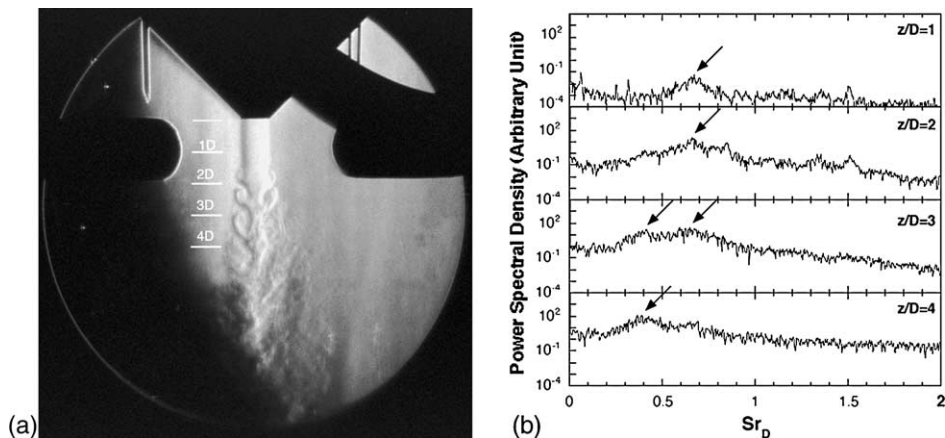 1D
2D
3D
4D
(a)
Power Spectral Density (Arbitrary Unit)
10² z/D=1
10⁻¹
10⁻⁴
10² z/D=2
10⁻¹
10⁻⁴
10² z/D=3
10⁻¹
10⁻⁴
10² z/D=4
10⁻¹
10⁻⁴
0 0.5 1 1.5 2
Sr_D
(b)